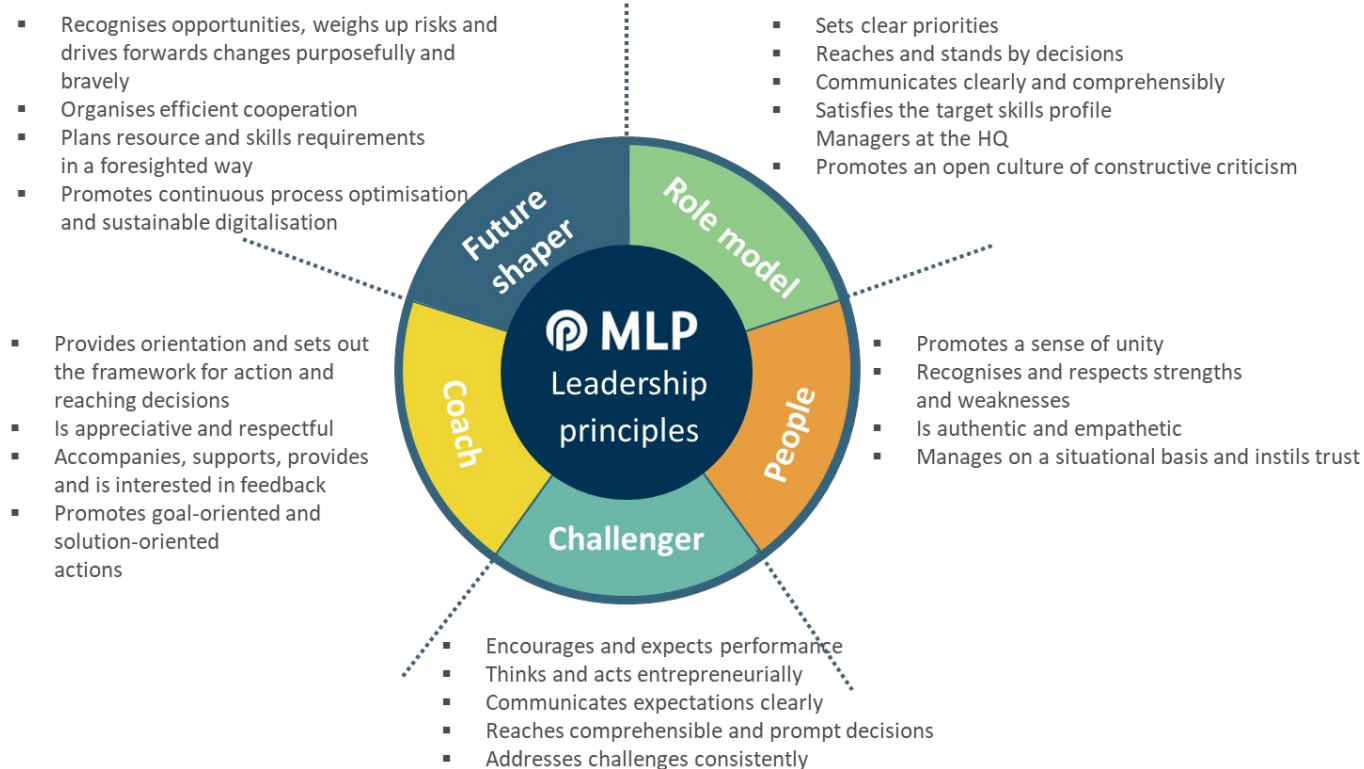 ▪ Recognises opportunities, weighs up risks and
drives forwards changes purposefully and
bravely
▪ Organises efficient cooperation
▪ Plans resource and skills requirements
in a foresighted way
▪ Promotes continuous process optimisation
and sustainable digitalisation
▪ Sets clear priorities
▪ Reaches and stands by decisions
▪ Communicates clearly and comprehensibly
▪ Satisfies the target skills profile
Managers at the HQ
▪ Promotes an open culture of constructive criticism
Future
shaper
Role model
MLP
Leadership
principles
Coach
People
Challenger
▪ Provides orientation and sets out
the framework for action and
reaching decisions
▪ Is appreciative and respectful
▪ Accompanies, supports, provides
and is interested in feedback
▪ Promotes goal-oriented and
solution-oriented
actions
▪ Promotes a sense of unity
▪ Recognises and respects strengths
and weaknesses
▪ Is authentic and empathetic
▪ Manages on a situational basis and instils trust
▪ Encourages and expects performance
▪ Thinks and acts entrepreneurially
▪ Communicates expectations clearly
▪ Reaches comprehensible and prompt decisions
▪ Addresses challenges consistently